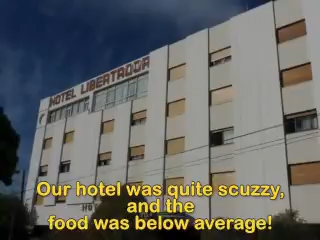 HOTEL LIBERTADOR
Our hotel was quite scuzzy,
and the
food was below average!